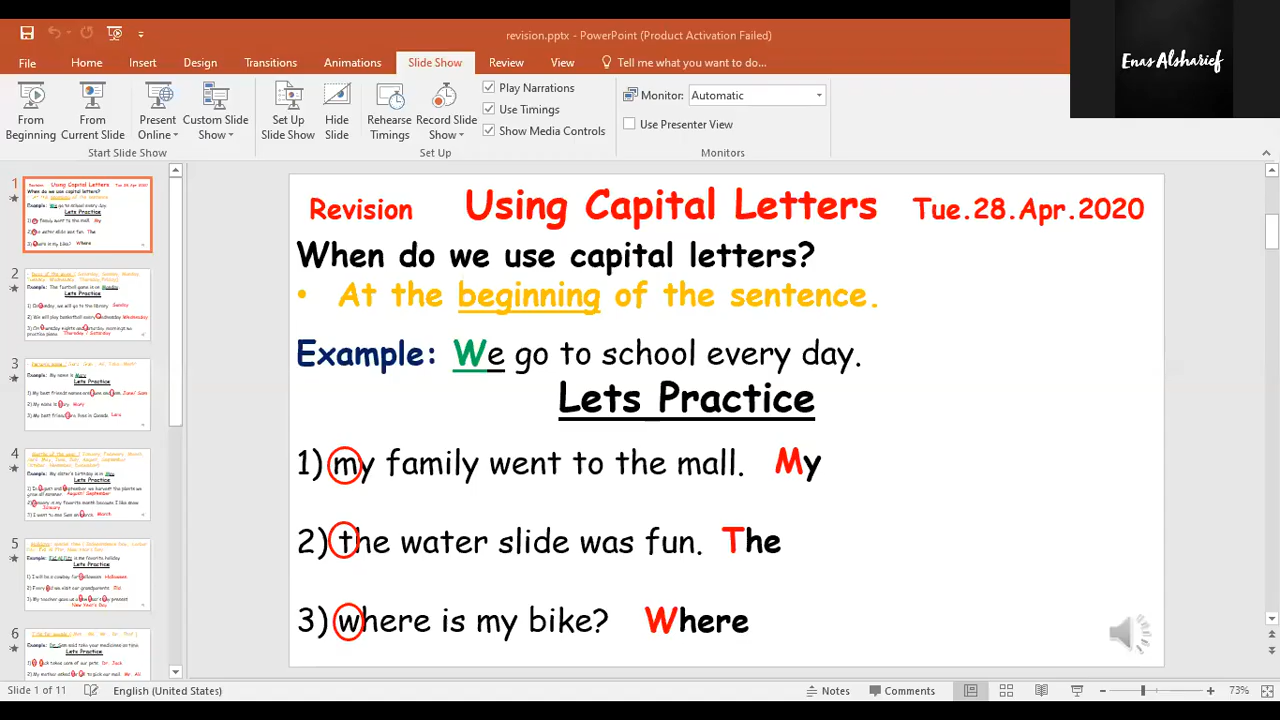 revision.pptx - PowerPoint (Product Activation Failed)
Enas Alsharief
File Home Insert Design Transitions Animations Slide Show Review View Tell me what you want to do...
From Beginning
From Current Slide
Present Online
Custom Slide Show
Set Up Slide Show
Hide Slide
Rehearse Timings
Record Slide Show
Play Narrations
Use Timings
Show Media Controls
Monitor: Automatic
Use Presenter View
Start Slide Show
Set Up
Monitors
1
2
3
4
5
6
Revision Using Capital Letters Tue.28.Apr.2020
When do we use capital letters?
• At the beginning of the sentence.
Example: We go to school every day.
Lets Practice
1) my family went to the mall. My
2) the water slide was fun. The
3) where is my bike? Where
Slide 1 of 11 English (United States) Notes Comments 73%